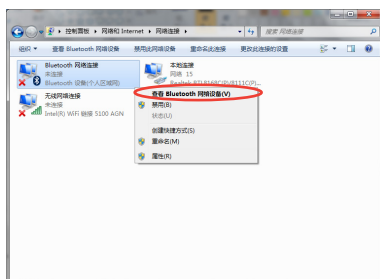 控制面板 ▸ 网络和 Internet ▸ 网络连接 ▸
搜索 网络连接
组织 ▾ 查看 Bluetooth 网络设备 禁用此网络设备 重命名此连接 更改此连接的设置
Bluetooth 网络连接
未连接
Bluetooth 设备(个人区域网)
本地连接
网络 15
Realtek RTL8168C(P)/8111C(P)...
无线网络连接
未连接
Intel(R) WiFi 链接 5100 AGN
查看 Bluetooth 网络设备(V)
禁用(B)
状态(U)
创建快捷方式(S)
重命名(M)
属性(R)